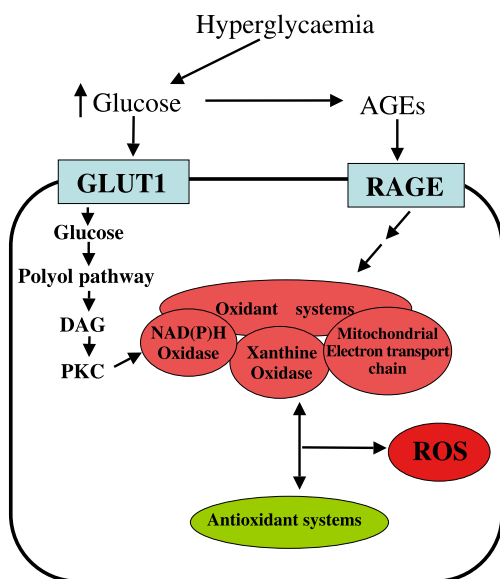 Hyperglycaemia
Glucose
AGEs
GLUT1
RAGE
Glucose
Polyol pathway
DAG
PKC
Oxidant systems
NAD(P)H
Oxidase
Xanthine
Oxidase
Mitochondrial
Electron transport
chain
ROS
Antioxidant systems